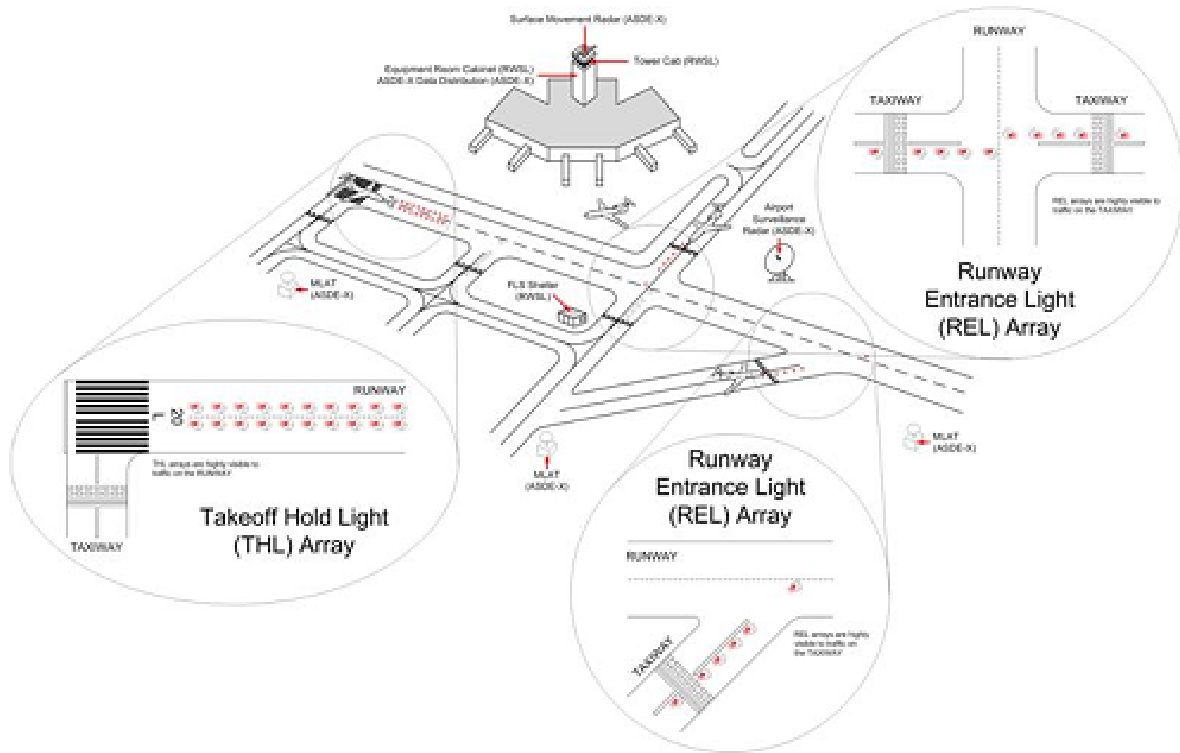 Surface Movement Radar (ASDE-X)
Equipment Room Cabinet (RWSL)
ASDE-X Data Distribution (ASDE-X)
Tower Cab (RWSL)
RUNWAY
TAXIWAY
TAXIWAY
REL arrays are highly visible to
traffic on the TAXIWAY
Runway
Entrance Light
(REL) Array
Airport
Surveillance
Radar (ASDE-X)
MLAT
(ASDE-X)
FLS Shelter
(RWSL)
RUNWAY
20
L
THL arrays are highly visible to
traffic on the RUNWAY
Takeoff Hold Light
(THL) Array
TAXIWAY
MLAT
(ASDE-X)
MLAT
(ASDE-X)
Runway
Entrance Light
(REL) Array
RUNWAY
TAXIWAY
REL arrays are highly
visible to traffic on
the TAXIWAY